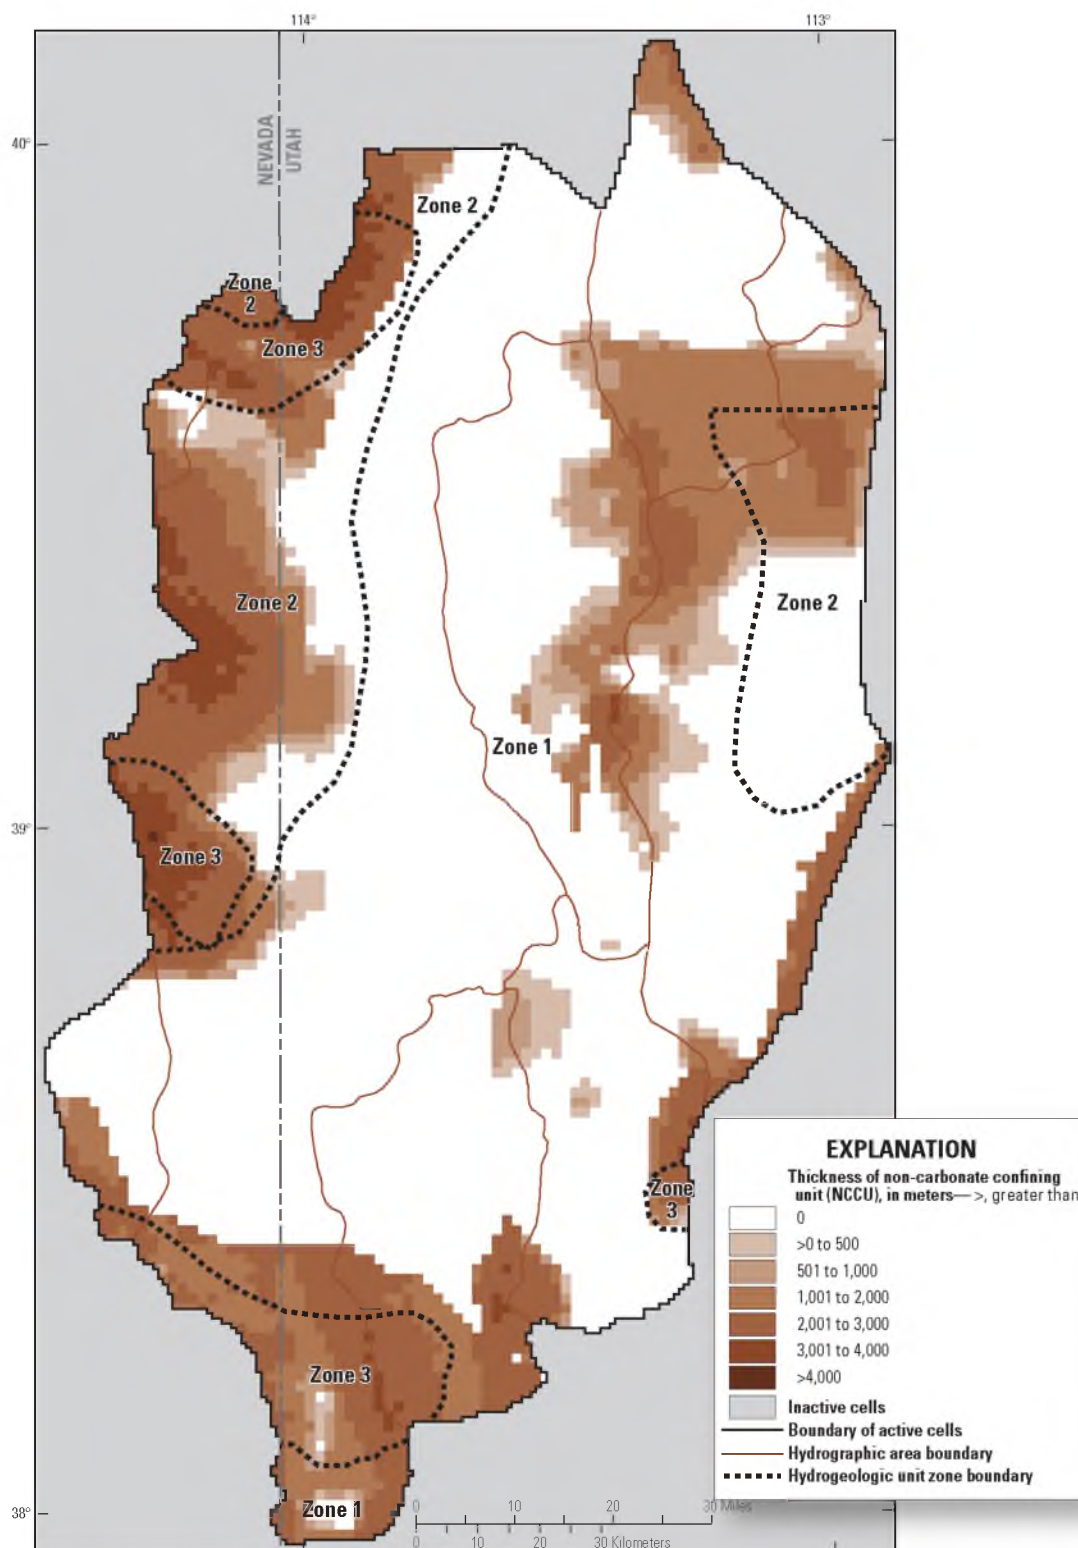 114°
113°
40°
NEVADA
UTAH
Zone 2
Zone
2
Zone 3
Zone 2
Zone 2
Zone 1
39°
Zone 3
Zone
3
Zone 3
38°
Zone 1
EXPLANATION
Thickness of non-carbonate confining
unit (NCCU), in meters— >, greater than
0
>0 to 500
501 to 1,000
1,001 to 2,000
2,001 to 3,000
3,001 to 4,000
>4,000
Inactive cells
Boundary of active cells
Hydrographic area boundary
Hydrogeologic unit zone boundary
0 10 20 30 Miles
0 10 20 30 Kilometers